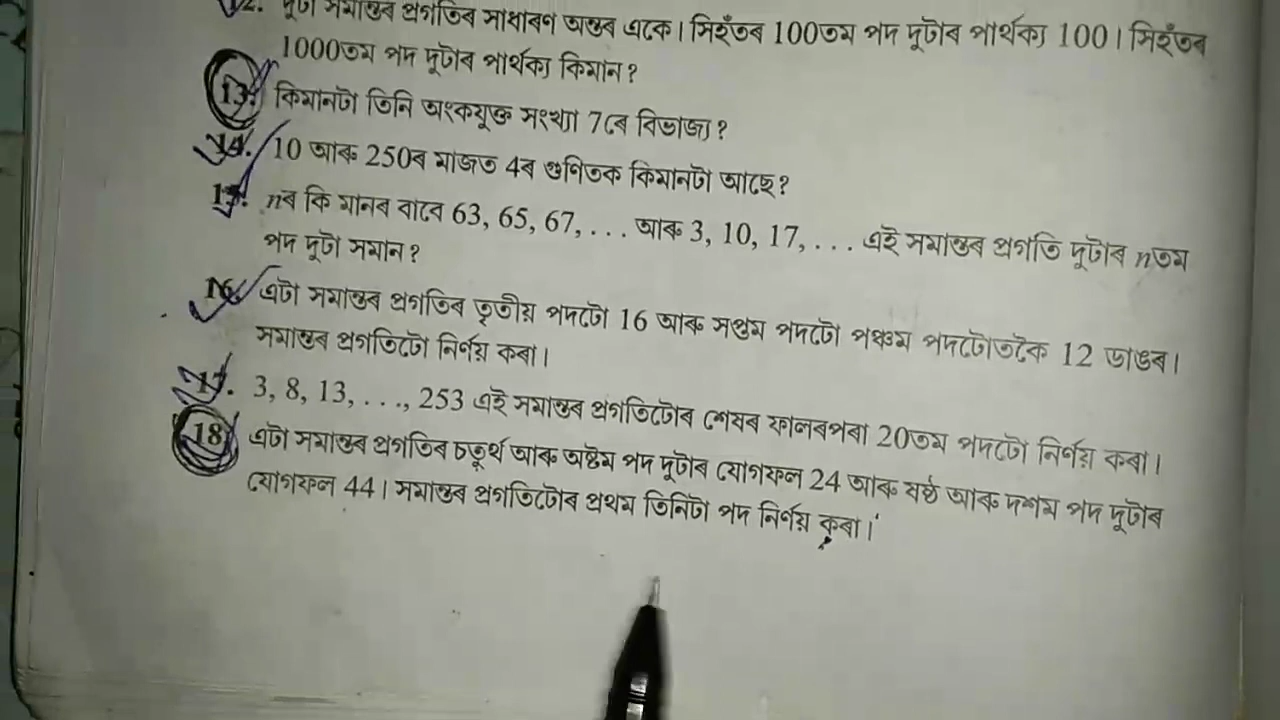 12. দুটা সমান্তৰ প্ৰগতিৰ সাধাৰণ অন্তৰ একে। সিহঁতৰ 100তম পদ দুটাৰ পাৰ্থক্য 100। সিহঁতৰ
1000তম পদ দুটাৰ পাৰ্থক্য কিমান?
13. কিমানটা তিনি অংকযুক্ত সংখ্যা 7ৰে বিভাজ্য?
14. 10 আৰু 250ৰ মাজত 4ৰ গুণিতক কিমানটা আছে?
15. nৰ কি মানৰ বাবে 63, 65, 67, . . . আৰু 3, 10, 17, . . . এই সমান্তৰ প্ৰগতি দুটাৰ nতম
পদ দুটা সমান?
16. এটা সমান্তৰ প্ৰগতিৰ তৃতীয় পদটো 16 আৰু সপ্তম পদটো পঞ্চম পদটোতকৈ 12 ডাঙৰ।
সমান্তৰ প্ৰগতিটো নিৰ্ণয় কৰা।
17. 3, 8, 13, . . ., 253 এই সমান্তৰ প্ৰগতিটোৰ শেষৰ ফালৰপৰা 20তম পদটো নিৰ্ণয় কৰা।
18. এটা সমান্তৰ প্ৰগতিৰ চতুৰ্থ আৰু অষ্টম পদ দুটাৰ যোগফল 24 আৰু ষষ্ঠ আৰু দশম পদ দুটাৰ
যোগফল 44। সমান্তৰ প্ৰগতিটোৰ প্ৰথম তিনিটা পদ নিৰ্ণয় কৰা।